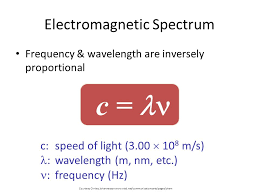 Electromagnetic Spectrum
• Frequency & wavelength are inversely
proportional
c = λν
c: speed of light (3.00 × 10⁸ m/s)
λ: wavelength (m, nm, etc.)
ν: frequency (Hz)